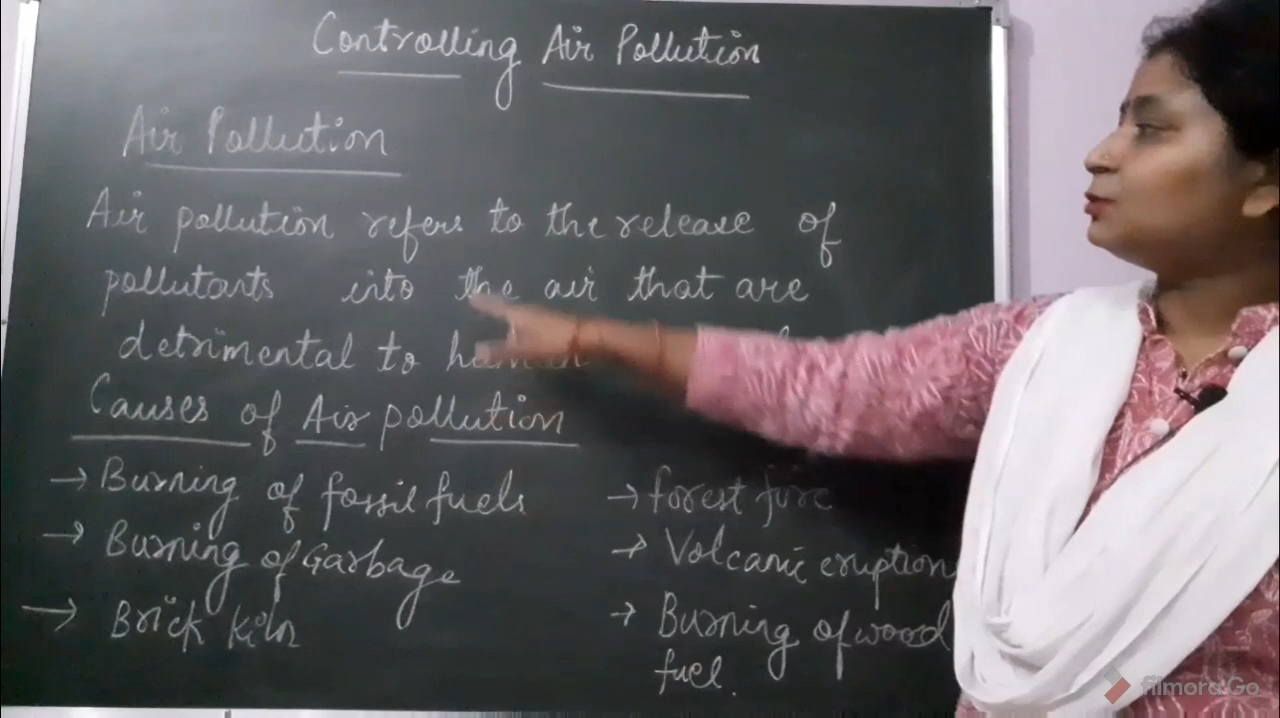 Controlling Air Pollution
Air Pollution
Air pollution refers to the release of
pollutants into the air that are
detrimental to human
Causes of Air pollution
→ Burning of fossil fuels
→ Burning of Garbage
→ Brick kiln
→ forest fire
→ Volcanic eruption
→ Burning of wood
fuel.
filmoraGo